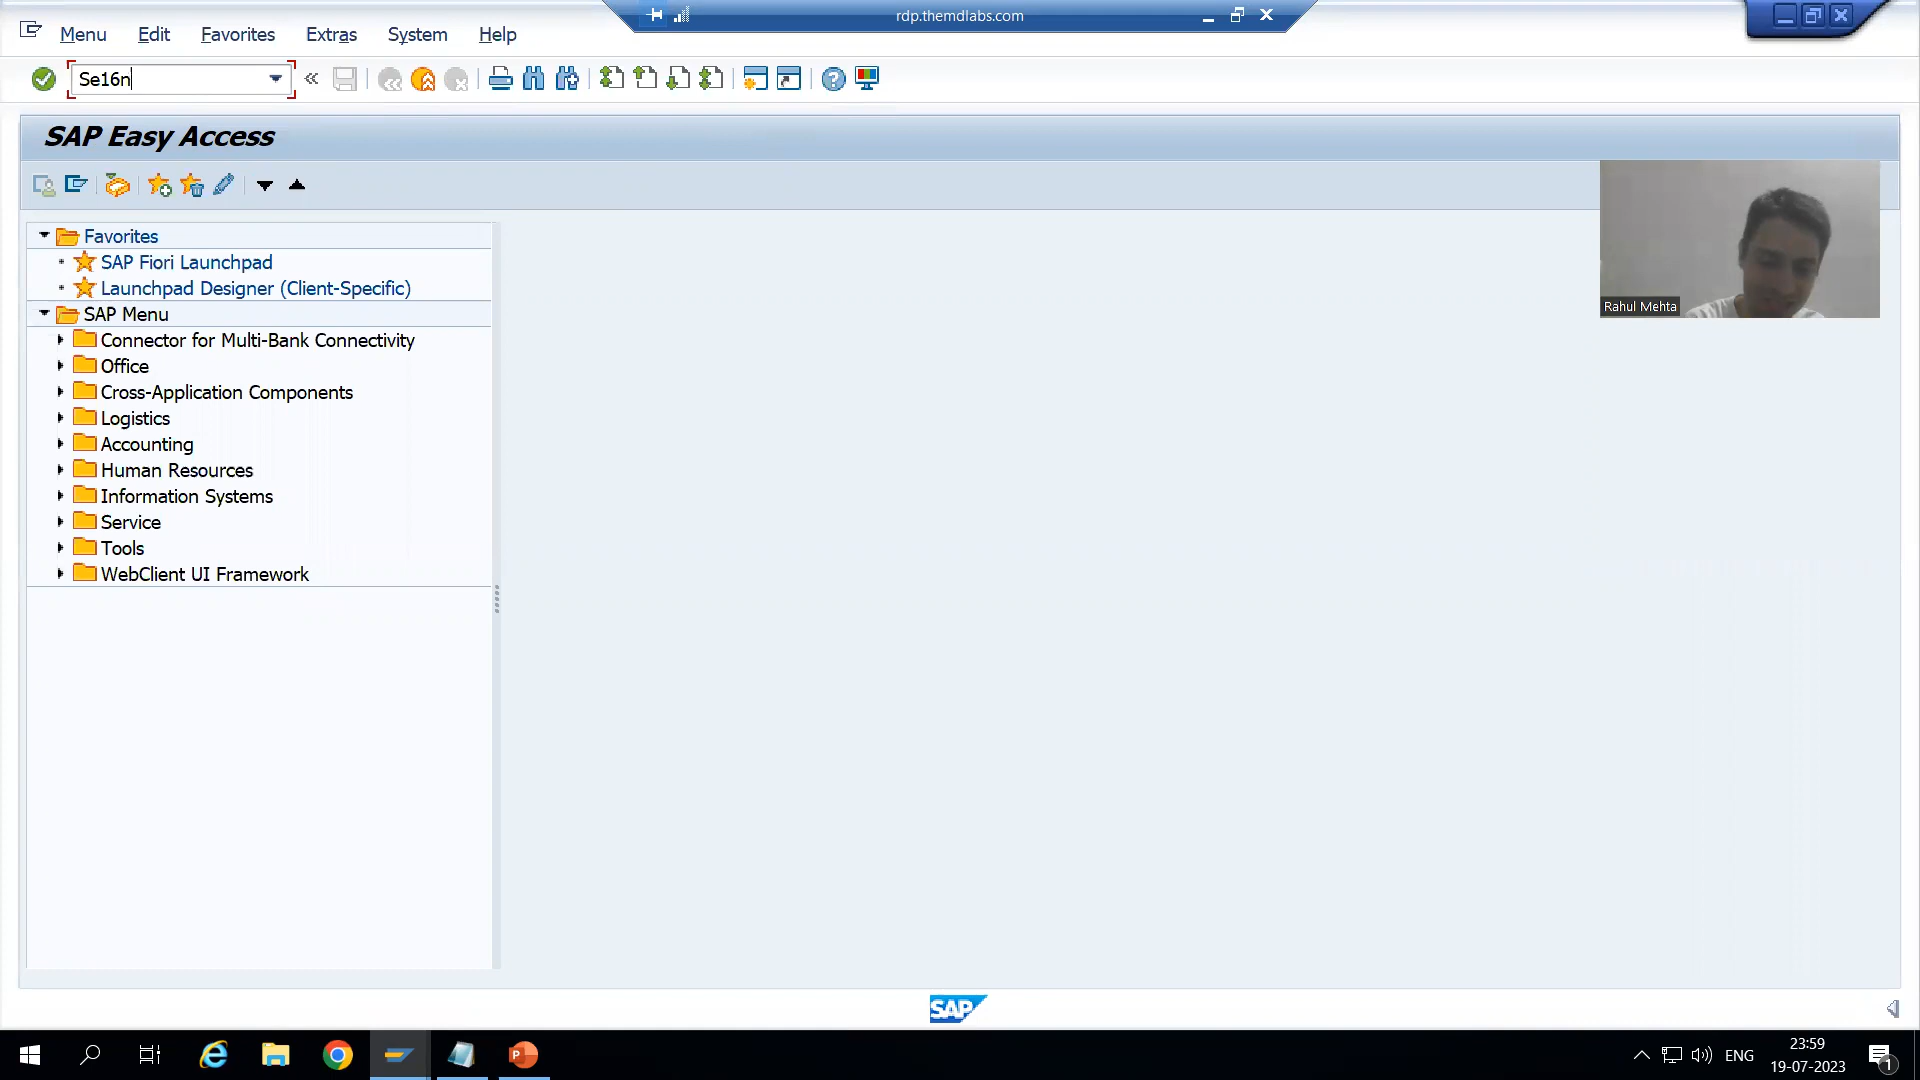 rdp.themdlabs.com
Menu Edit Favorites Extras System Help
Se16n
SAP Easy Access
Favorites
SAP Fiori Launchpad
Launchpad Designer (Client-Specific)
SAP Menu
Connector for Multi-Bank Connectivity
Office
Cross-Application Components
Logistics
Accounting
Human Resources
Information Systems
Service
Tools
WebClient UI Framework
Rahul Mehta
SAP
ENG
23:59
19-07-2023
1